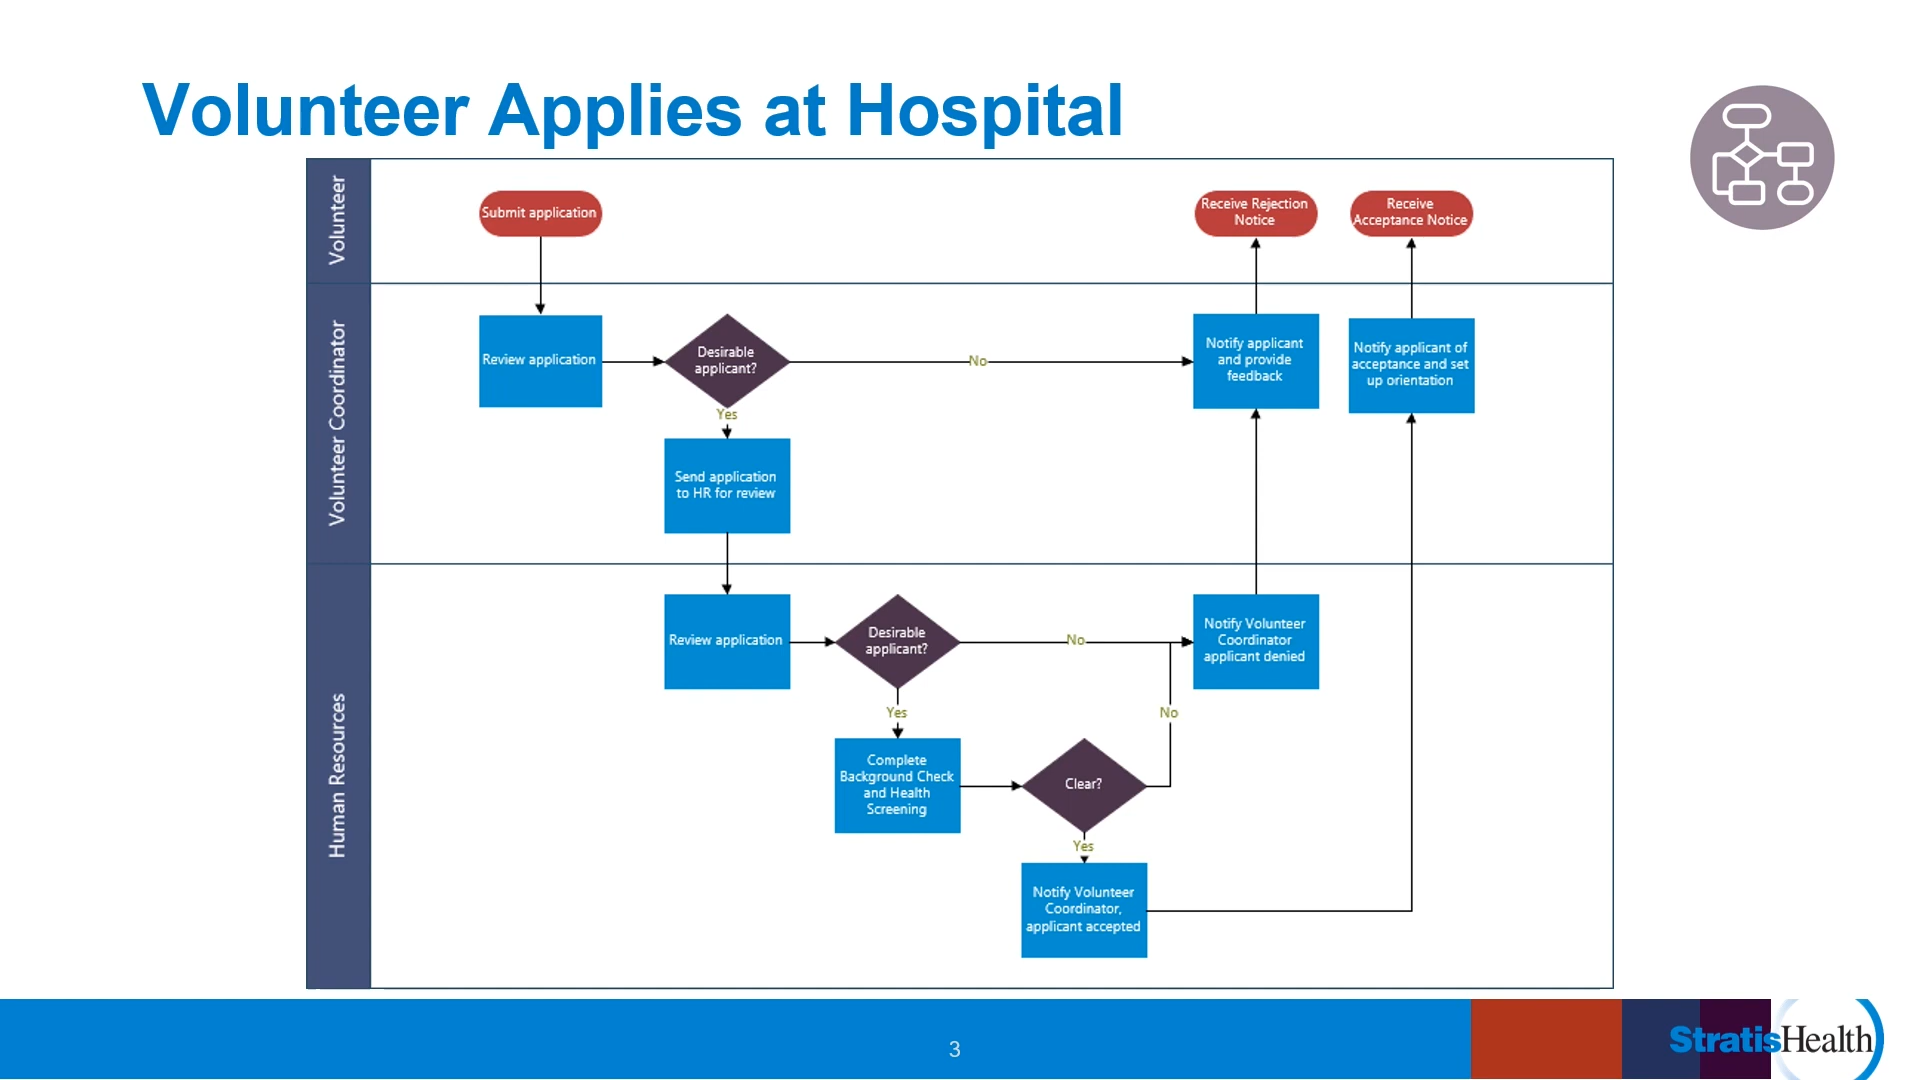 Volunteer Applies at Hospital
Volunteer
Submit application
Receive Rejection
Notice
Receive
Acceptance Notice
Volunteer Coordinator
Review application
Desirable
applicant?
No
Notify applicant
and provide
feedback
Notify applicant of
acceptance and set
up orientation
Yes
Send application
to HR for review
Human Resources
Review application
Desirable
applicant?
No
Notify Volunteer
Coordinator
applicant denied
Yes
No
Complete
Background Check
and Health
Screening
Clear?
Yes
Notify Volunteer
Coordinator,
applicant accepted
3
StratisHealth